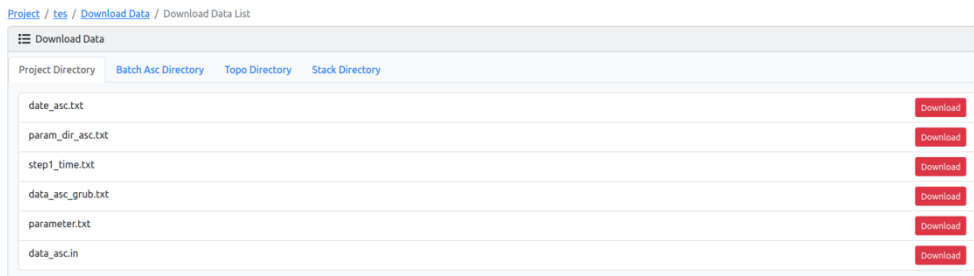 Project / tes / Download Data / Download Data List
Download Data
Project Directory Batch Asc Directory Topo Directory Stack Directory
date_asc.txt Download
param_dir_asc.txt Download
step1_time.txt Download
data_asc_grub.txt Download
parameter.txt Download
data_asc.in Download